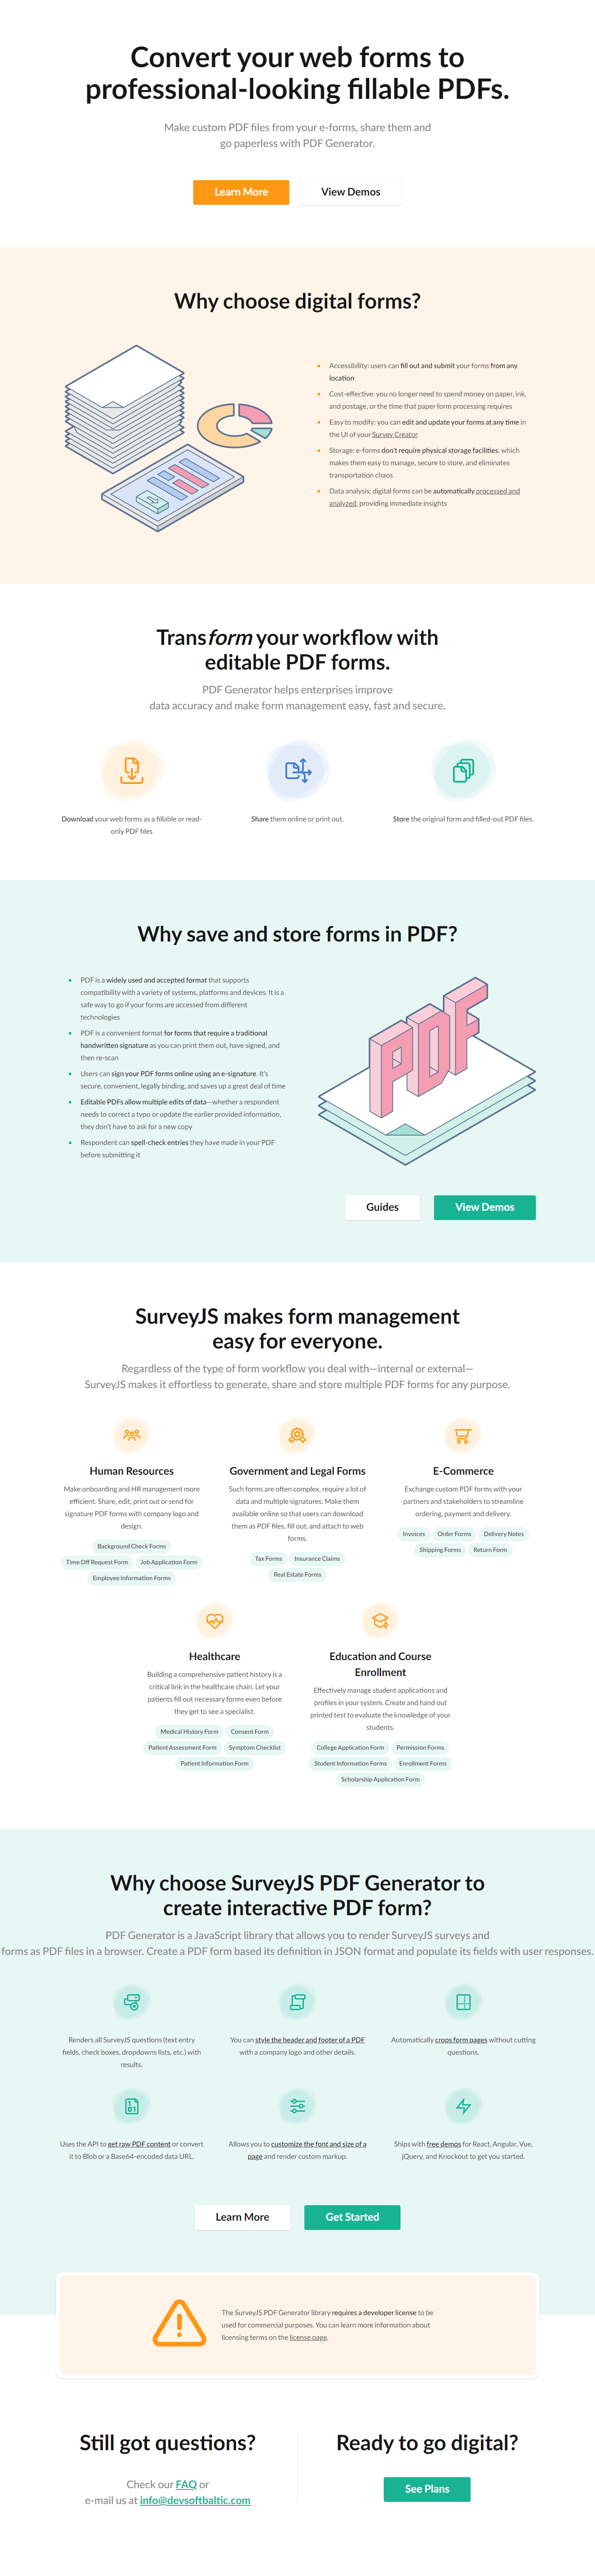 Convert your web forms to
professional-looking fillable PDFs.
Make custom PDF files from your e-forms, share them and
go paperless with PDF Generator.
Learn More
View Demos
Why choose digital forms?
Accessibility: users can fill out and submit your forms from any
location
Cost-effective: you no longer need to spend money on paper, ink,
and postage, or the time that paper form processing requires
Easy to modify: you can edit and update your forms at any time in
the UI of your Survey Creator
Storage: e-forms don't require physical storage facilities, which
makes them easy to manage, secure to store, and eliminates
transportation chaos
Data analysis: digital forms can be automatically processed and
analyzed, providing immediate insights
Transform your workflow with
editable PDF forms.
PDF Generator helps enterprises improve
data accuracy and make form management easy, fast and secure.
Download your web forms as a fillable or read-
only PDF files
Share them online or print out.
Store the original form and filled-out PDF files.
Why save and store forms in PDF?
PDF is a widely used and accepted format that supports
compatibility with a variety of systems, platforms and devices. It is a
safe way to go if your forms are accessed from different
technologies
PDF is a convenient format for forms that require a traditional
handwritten signature as you can print them out, have signed, and
then re-scan
Users can sign your PDF forms online using an e-signature. It's
secure, convenient, legally binding, and saves up a great deal of time
Editable PDFs allow multiple edits of data—whether a respondent
needs to correct a typo or update the earlier provided information,
they don't have to ask for a new copy
Respondent can spell-check entries they have made in your PDF
before submitting it
PDF
Guides
View Demos
SurveyJS makes form management
easy for everyone.
Regardless of the type of form workflow you deal with—internal or external—
SurveyJS makes it effortless to generate, share and store multiple PDF forms for any purpose.
Human Resources
Make onboarding and HR management more
efficient. Share, edit, print out or send for
signature PDF forms with company logo and
design.
Background Check Forms
Time Off Request Form
Job Application Form
Employee Information Forms
Government and Legal Forms
Such forms are often complex, require a lot of
data and multiple signatures. Make them
available online so that users can download
them as PDF files, fill out, and attach to web
forms.
Tax Forms
Insurance Claims
Real Estate Forms
E-Commerce
Exchange custom PDF forms with your
partners and stakeholders to streamline
ordering, payment and delivery.
Invoices
Order Forms
Delivery Notes
Shipping Forms
Return Form
Healthcare
Building a comprehensive patient history is a
critical link in the healthcare chain. Let your
patients fill out necessary forms even before
they get to see a specialist.
Medical History Form
Consent Form
Patient Assessment Form
Symptom Checklist
Patient Information Form
Education and Course
Enrollment
Effectively manage student applications and
profiles in your system. Create and hand out
printed test to evaluate the knowledge of your
students.
College Application Form
Permission Forms
Student Information Forms
Enrollment Forms
Scholarship Application Form
Why choose SurveyJS PDF Generator to
create interactive PDF form?
PDF Generator is a JavaScript library that allows you to render SurveyJS surveys and
forms as PDF files in a browser. Create a PDF form based its definition in JSON format and populate its fields with user responses.
Renders all SurveyJS questions (text entry
fields, check boxes, dropdowns lists, etc.) with
results.
You can style the header and footer of a PDF
with a company logo and other details.
Automatically crops form pages without cutting
questions.
Uses the API to get raw PDF content or convert
it to Blob or a Base64-encoded data URL.
Allows you to customize the font and size of a
page and render custom markup.
Ships with free demos for React, Angular, Vue,
jQuery, and Knockout to get you started.
Learn More
Get Started
The SurveyJS PDF Generator library requires a developer license to be
used for commercial purposes. You can learn more information about
licensing terms on the license page.
Still got questions?
Check our FAQ or
e-mail us at info@devsoftbaltic.com
Ready to go digital?
See Plans